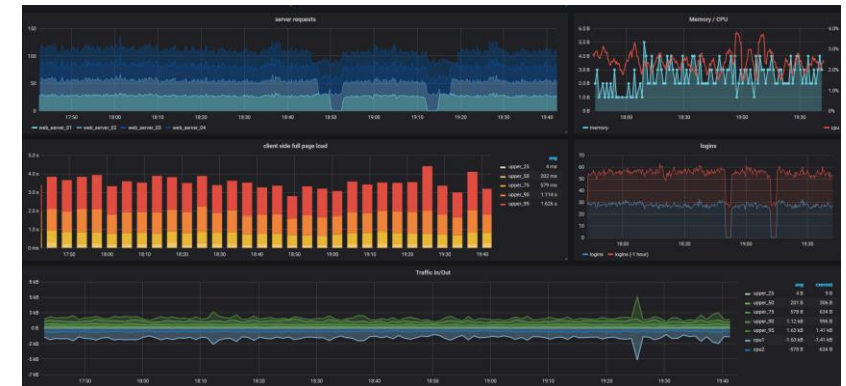 server requests
150
100
50
0
17:50 18:00 18:10 18:20 18:30 18:40 18:50 19:00 19:10 19:20 19:30 19:40
web_server_01 web_server_02 web_server_03 web_server_04
Memory / CPU
6.0 B 4.0%
5.0 B
4.0 B 3.0%
3.0 B 2.0%
2.0 B 1.0%
1.0 B
0 B 0%
18:00 18:30 19:00 19:30
memory cpu
client side full page load
5.0 s
4.0 s
3.0 s
2.0 s
1.0 s
0 ms
17:50 18:00 18:10 18:20 18:30 18:40 18:50 19:00 19:10 19:20 19:30 19:40
avg
upper_25 6 ms
upper_50 202 ms
upper_75 579 ms
upper_90 1.114 s
upper_95 1.626 s
logins
70
60
50
40
30
20
10
0
18:00 18:30 19:00 19:30
logins logins (-1 hour)
Traffic In/Out
0 B
17:50 18:00 18:10 18:20 18:30 18:40 18:50 19:00 19:10 19:20 19:30 19:40
avg current
upper_25 4 B 9 B
upper_50 201 B 306 B
upper_75 578 B 634 B
upper_90 1.12 kB 956 B
upper_95 1.63 kB 1.41 kB
cpu1 -1.63 kB -1.41 kB
cpu2 -579 B -634 B